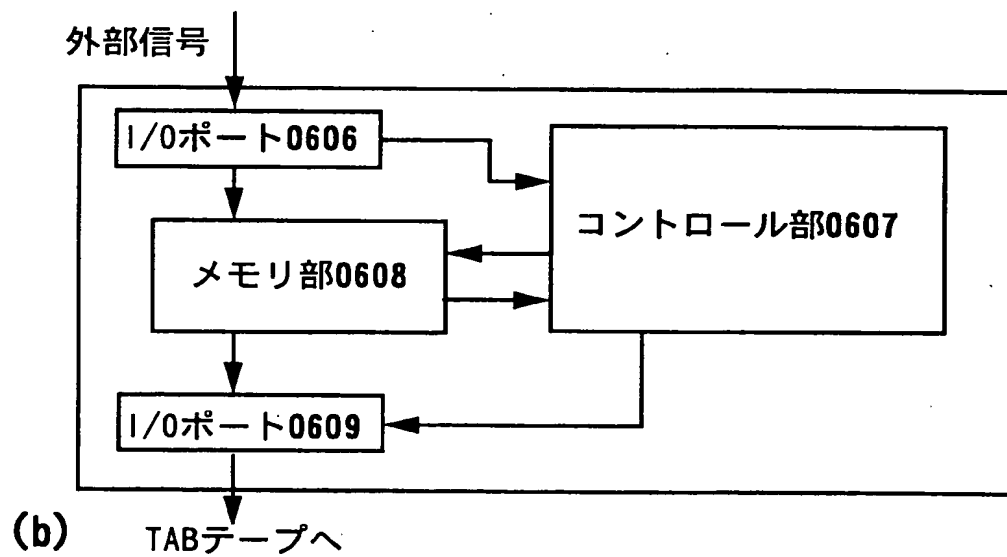 外部信号
I/Oポート0606
コントロール部0607
メモリ部0608
I/Oポート0609
(b)
TABテープへ